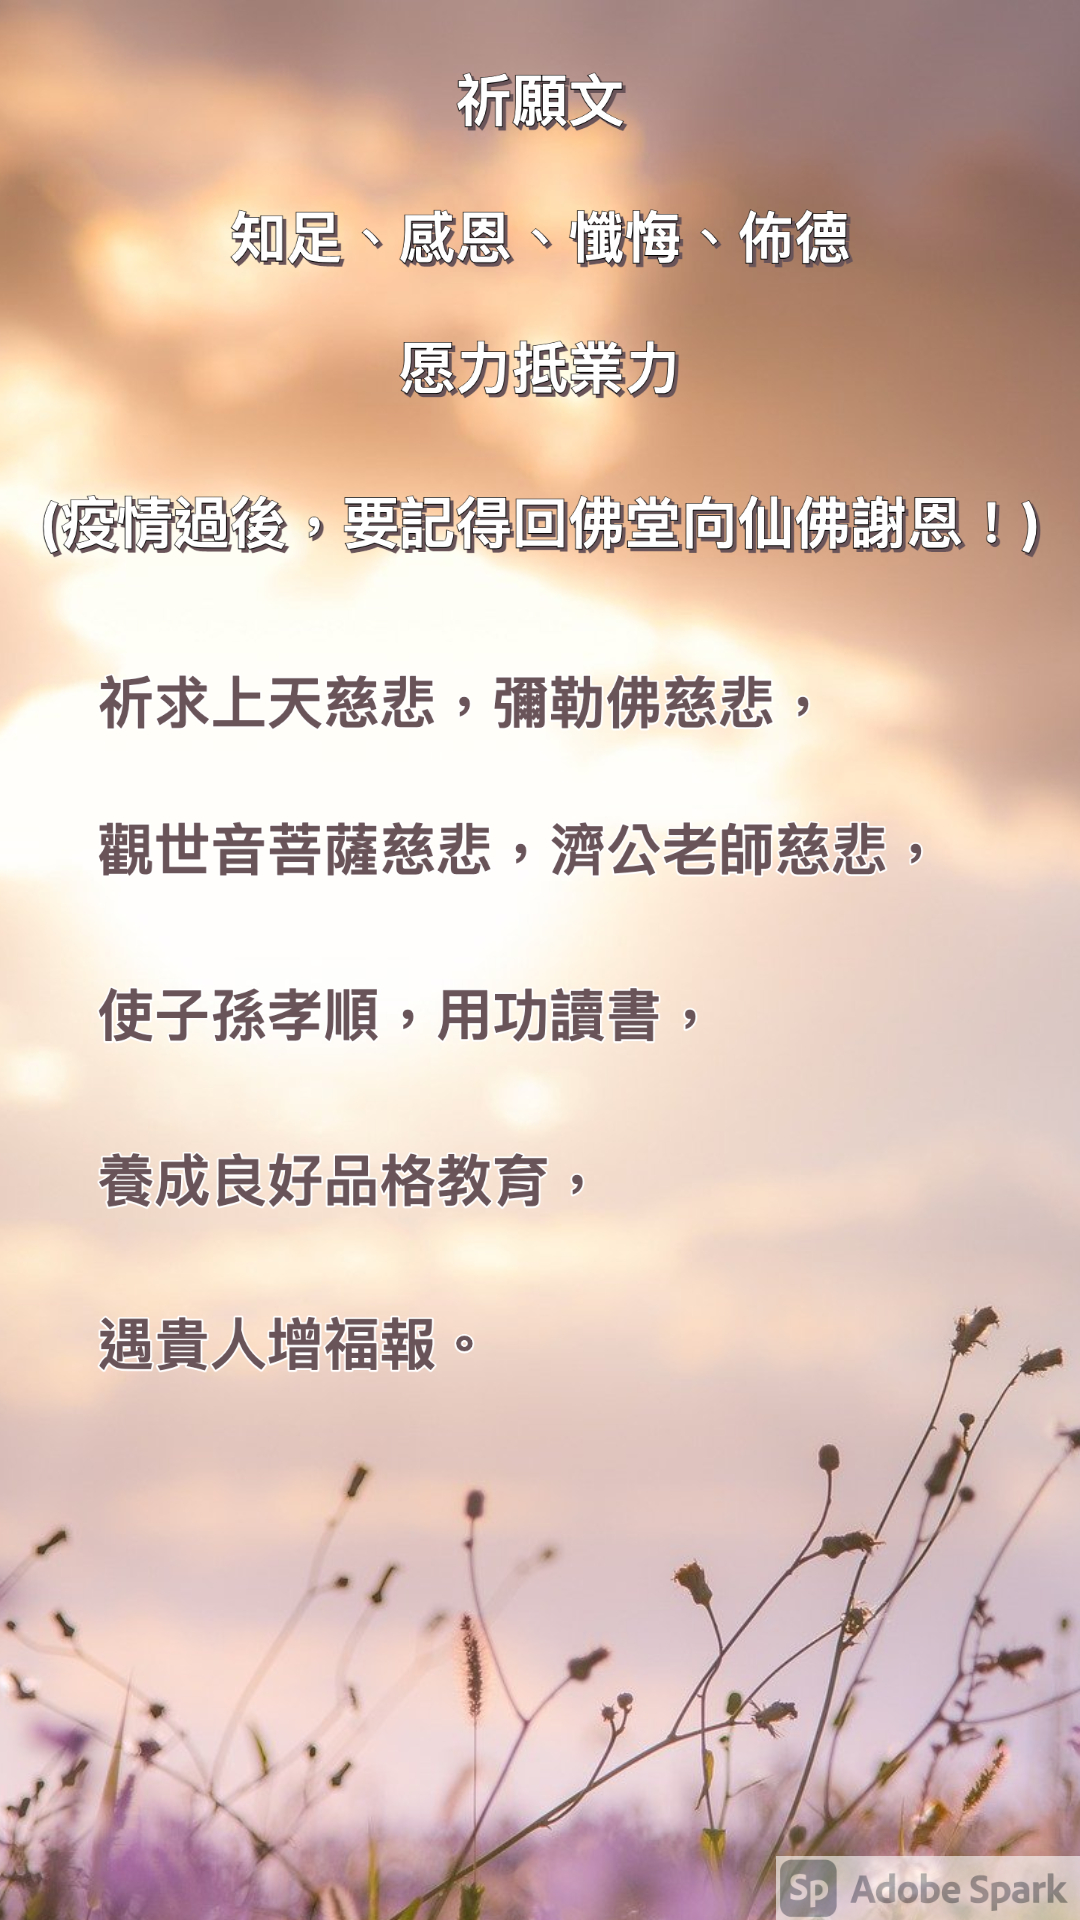 祈願文
知足、感恩、懺悔、佈德
愿力抵業力
(疫情過後，要記得回佛堂向仙佛謝恩！)
祈求上天慈悲，彌勒佛慈悲，
觀世音菩薩慈悲，濟公老師慈悲，
使子孫孝順，用功讀書，
養成良好品格教育，
遇貴人增福報。
Sp Adobe Spark